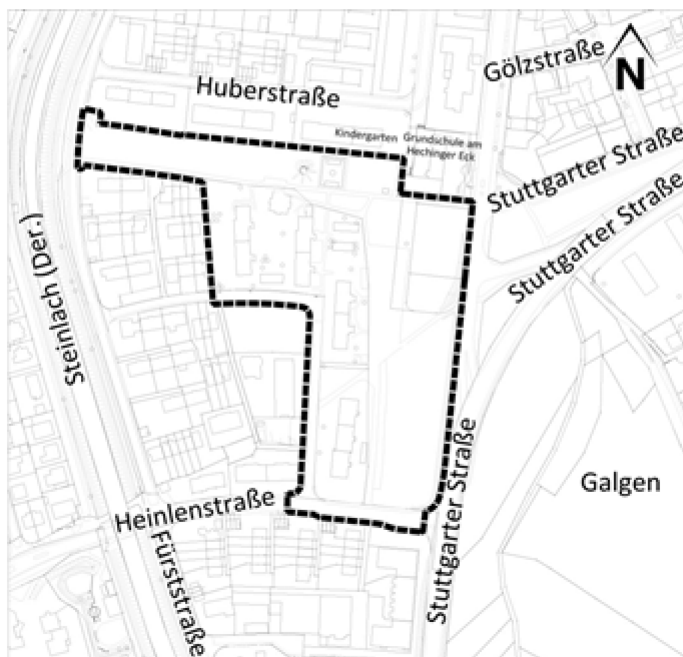 Gölzstraße
N
Huberstraße
Kindergarten
Grundschule am
Hechinger Eck
Stuttgarter Straße
Stuttgarter Straße
Steinlach (Der.)
Galgen
Heinlenstraße
Stuttgarter Straße
Fürststraße